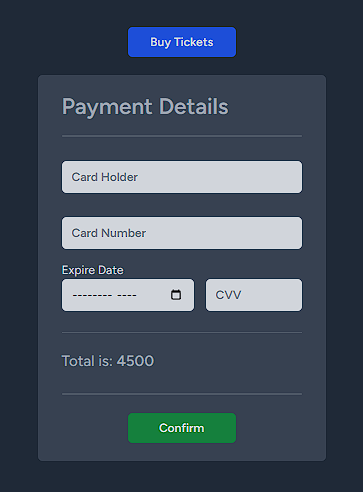 Buy Tickets
Payment Details
Card Holder
Card Number
Expire Date
-------- ----
CVV
Total is: 4500
Confirm